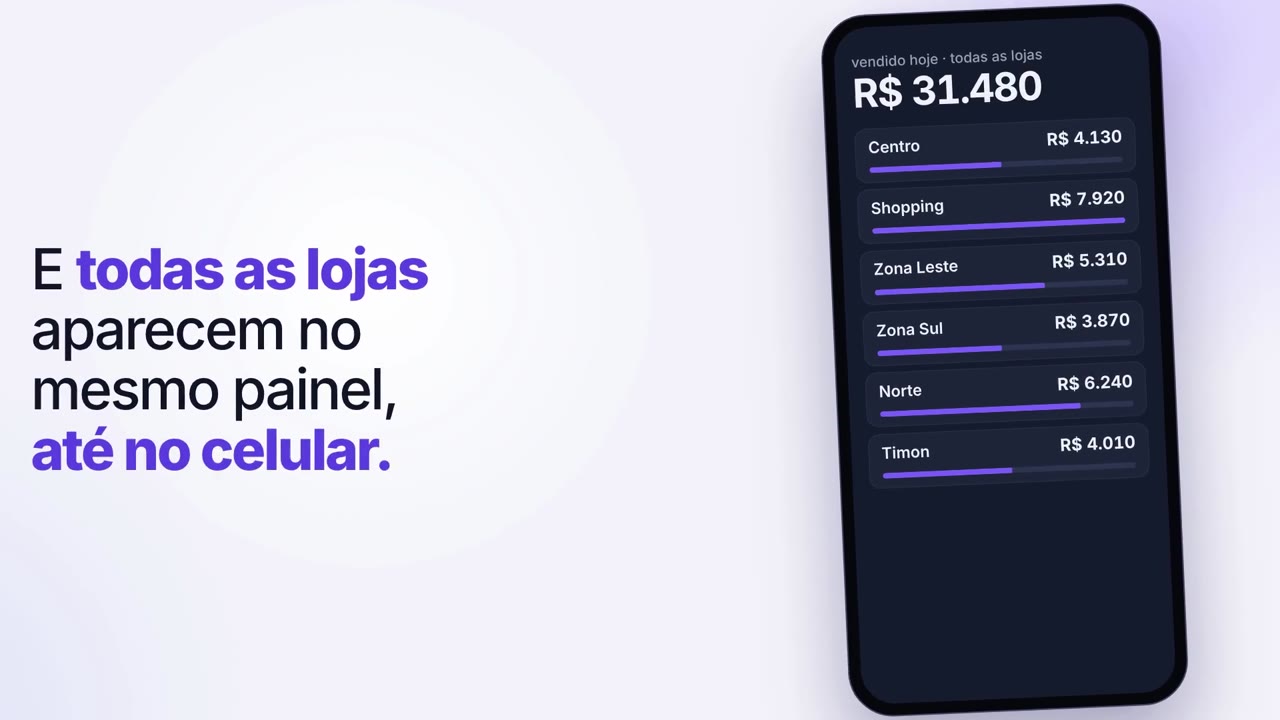 E todas as lojas
aparecem no
mesmo painel,
até no celular.
vendido hoje · todas as lojas
R$ 31.480
Centro R$ 4.130
Shopping R$ 7.920
Zona Leste R$ 5.310
Zona Sul R$ 3.870
Norte R$ 6.240
Timon R$ 4.010